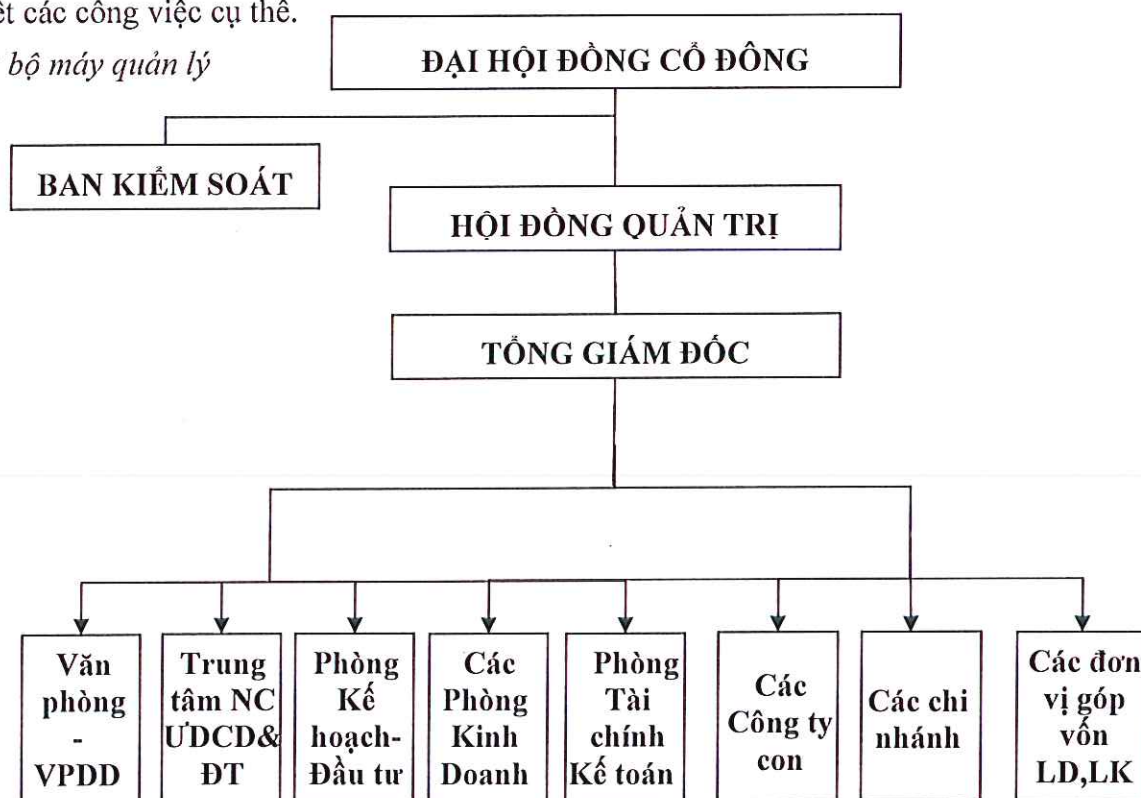 ết các công việc cụ thể.
bộ máy quản lý
ĐẠI HỘI ĐỒNG CỔ ĐÔNG
BAN KIỂM SOÁT
HỘI ĐỒNG QUẢN TRỊ
TỔNG GIÁM ĐỐC
Văn
phòng
-
VPDD
Trung
tâm NC
ƯDCD&
ĐT
Phòng
Kế
hoạch-
Đầu tư
Các
Phòng
Kinh
Doanh
Phòng
Tài
chính
Kế toán
Các
Công ty
con
Các chi
nhánh
Các đơn
vị góp
vốn
LD,LK